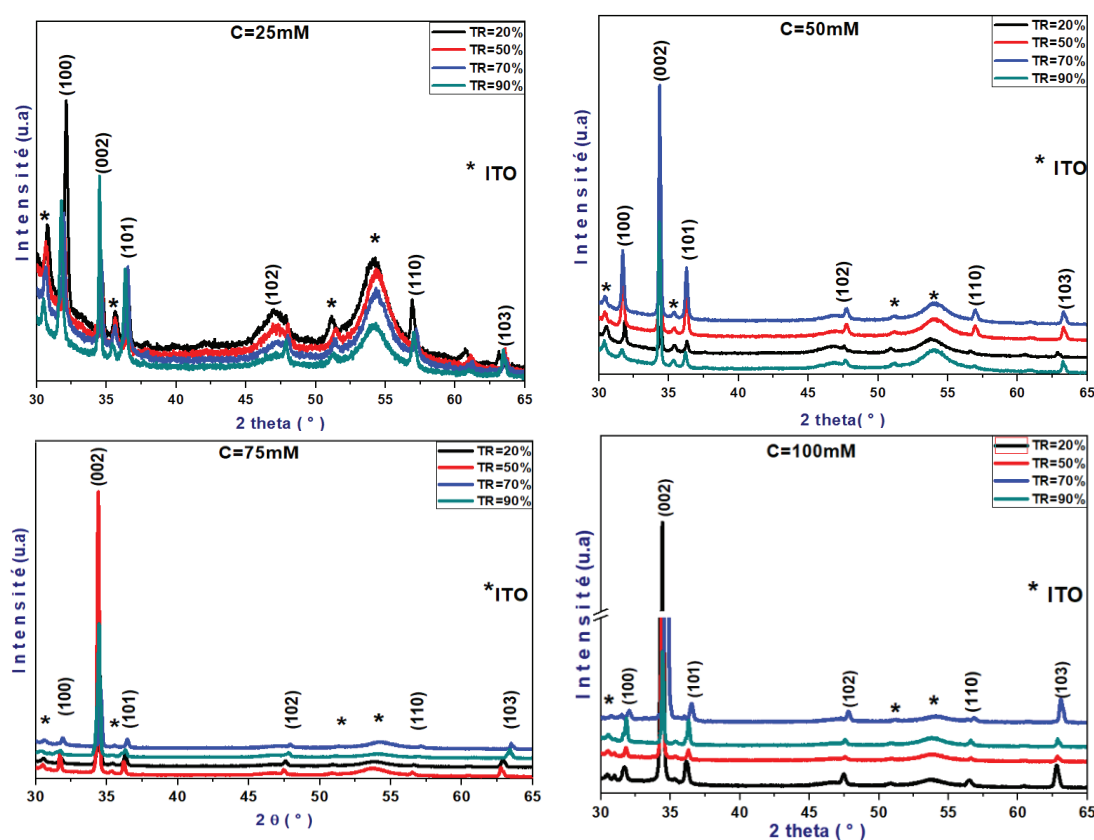 C=25mM
TR=20%
TR=50%
TR=70%
TR=90%
(100)
(002)
* ITO
*
(101)
*
(102)
*
*
(110)
(103)
Intensité(u.a)
30 35 40 45 50 55 60 65
2 theta ( ° )
C=50mM
TR=20%
TR=50%
TR=70%
TR=90%
(002)
* ITO
(100)
(101)
*
*
(102)
*
*
(110)
(103)
Intensité(u.a)
30 35 40 45 50 55 60 65
2 theta( ° )
C=75mM
TR=20%
TR=50%
TR=70%
TR=90%
(002)
*ITO
*
(100)
*
(101)
(102)
*
*
(110)
(103)
Intensité(u.a)
30 35 40 45 50 55 60 65
2 θ ( ° )
C=100mM
TR=20%
TR=50%
TR=70%
TR=90%
(002)
* ITO
*
(100)
(101)
(102)
*
*
(110)
(103)
Intensité(u.a)
30 35 40 45 50 55 60 65
2 theta ( ° )